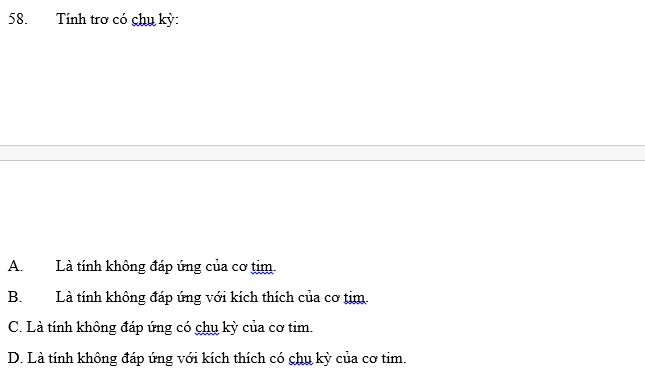 58. Tính trơ có chu kỳ:
A. Là tính không đáp ứng của cơ tim.
B. Là tính không đáp ứng với kích thích của cơ tim.
C. Là tính không đáp ứng có chu kỳ của cơ tim.
D. Là tính không đáp ứng với kích thích có chu kỳ của cơ tim.